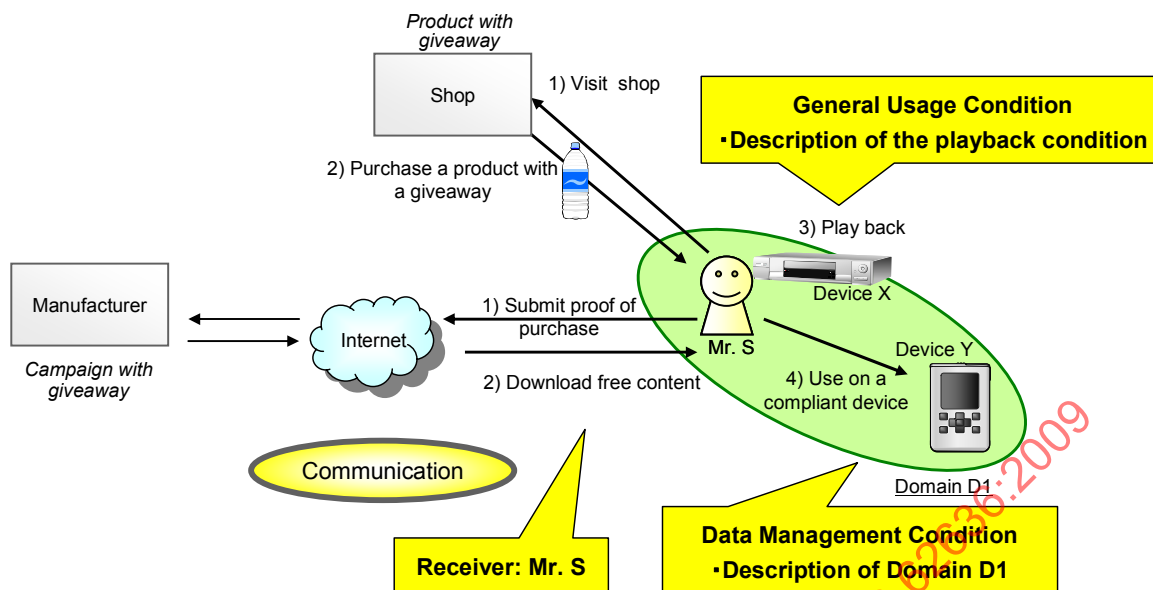 Product with
giveaway
Shop
1) Visit shop
2) Purchase a product with
a giveaway
General Usage Condition
・Description of the playback condition
3) Play back
Device X
Manufacturer
Campaign with
giveaway
Internet
1) Submit proof of
purchase
2) Download free content
Mr. S
Device Y
4) Use on a
compliant device
Domain D1
Communication
Receiver: Mr. S
Data Management Condition
・Description of Domain D1
62636:2009